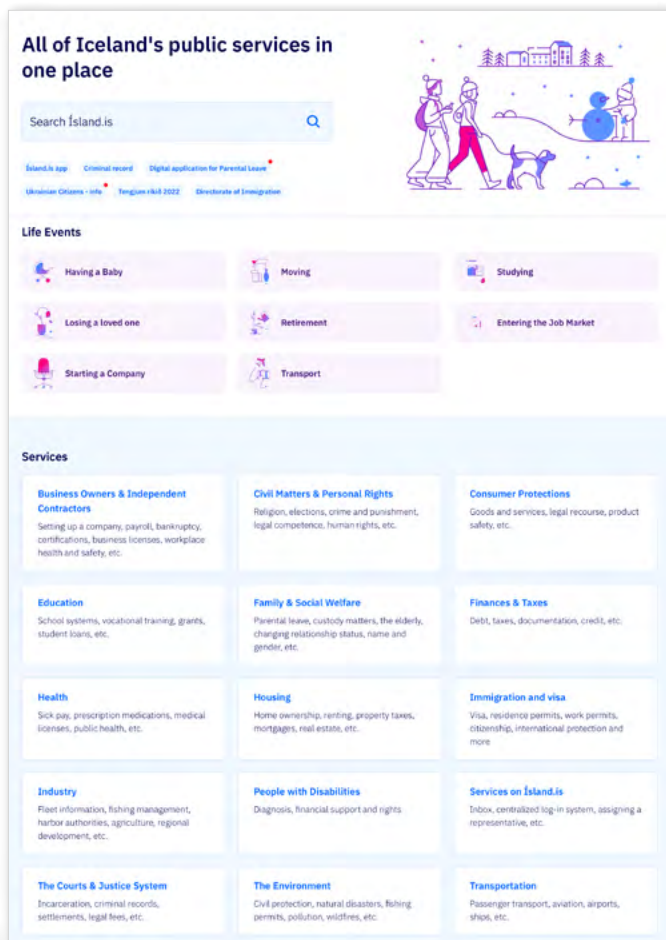 All of Iceland's public services in
one place
Search Ísland.is
Ísland.is app
Criminal record
Digital application for Parental Leave
Ukrainian Citizens - info
Tengjum ríkið 2022
Directorate of Immigration
Life Events
Having a Baby
Moving
Studying
Losing a loved one
Retirement
Entering the Job Market
Starting a Company
Transport
Services
Business Owners & Independent
Contractors
Setting up a company, payroll, bankruptcy,
certifications, business licenses, workplace
health and safety, etc.
Civil Matters & Personal Rights
Religion, elections, crime and punishment,
legal competence, human rights, etc.
Consumer Protections
Goods and services, legal recourse, product
safety, etc.
Education
School systems, vocational training, grants,
student loans, etc.
Family & Social Welfare
Parental leave, custody matters, the elderly,
changing relationship status, name and
gender, etc.
Finances & Taxes
Debt, taxes, documentation, credit, etc.
Health
Sick pay, prescription medications, medical
licenses, public health, etc.
Housing
Home ownership, renting, property taxes,
mortgages, real estate, etc.
Immigration and visa
Visa, residence permits, work permits,
citizenship, international protection and
more
Industry
Fleet information, fishing management,
harbor authorities, agriculture, regional
development, etc.
People with Disabilities
Diagnosis, financial support and rights
Services on Ísland.is
Inbox, centralized log-in system, assigning a
representative, etc.
The Courts & Justice System
Incarceration, criminal records,
settlements, legal fees, etc.
The Environment
Civil protection, natural disasters, fishing
permits, pollution, wildfires, etc.
Transportation
Passenger transport, aviation, airports,
ships, etc.